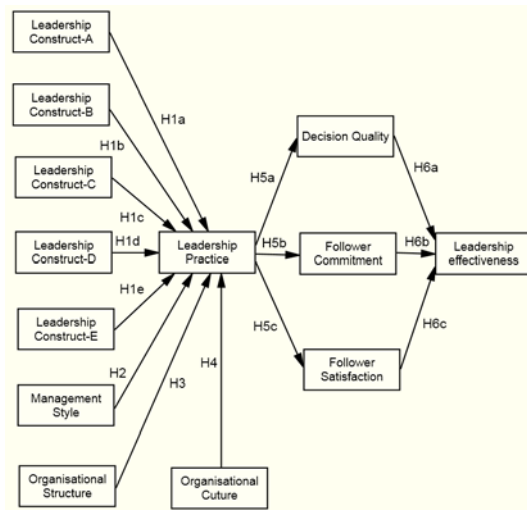 Leadership
Construct-A
Leadership
Construct-B
Leadership
Construct-C
Leadership
Construct-D
Leadership
Construct-E
Management
Style
Organisational
Structure
Organisational
Cuture
H1a
H1b
H1c
H1d
H1e
H2
H3
H4
Leadership
Practice
H5a
H5b
H5c
Decision Quality
Follower
Commitment
Follower
Satisfaction
H6a
H6b
H6c
Leadership
effectiveness